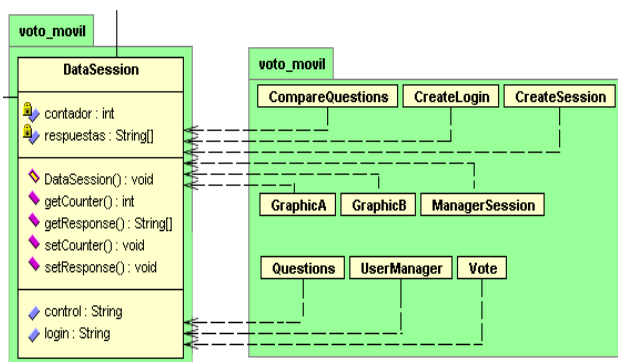 voto_movil
DataSession
contador : int
respuestas : String[]
DataSession() : void
getCounter() : int
getResponse() : String[]
setCounter() : void
setResponse() : void
control : String
login : String
voto_movil
CompareQuestions CreateLogin CreateSession
GraphicA GraphicB ManagerSession
Questions UserManager Vote